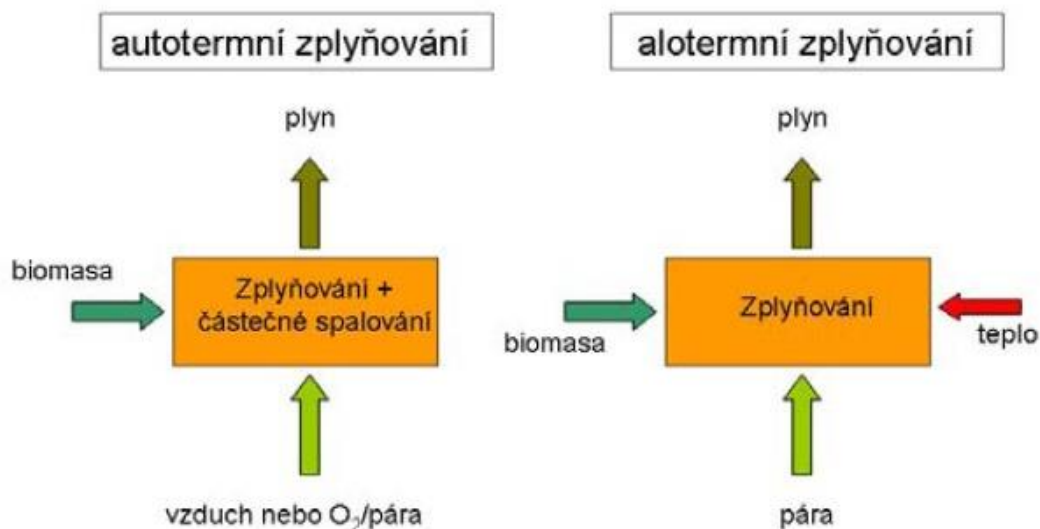 autotermní zplyňování
plyn
biomasa
Zplyňování +
částečné spalování
vzduch nebo O₂/pára
alotermní zplyňování
plyn
biomasa
Zplyňování
teplo
pára